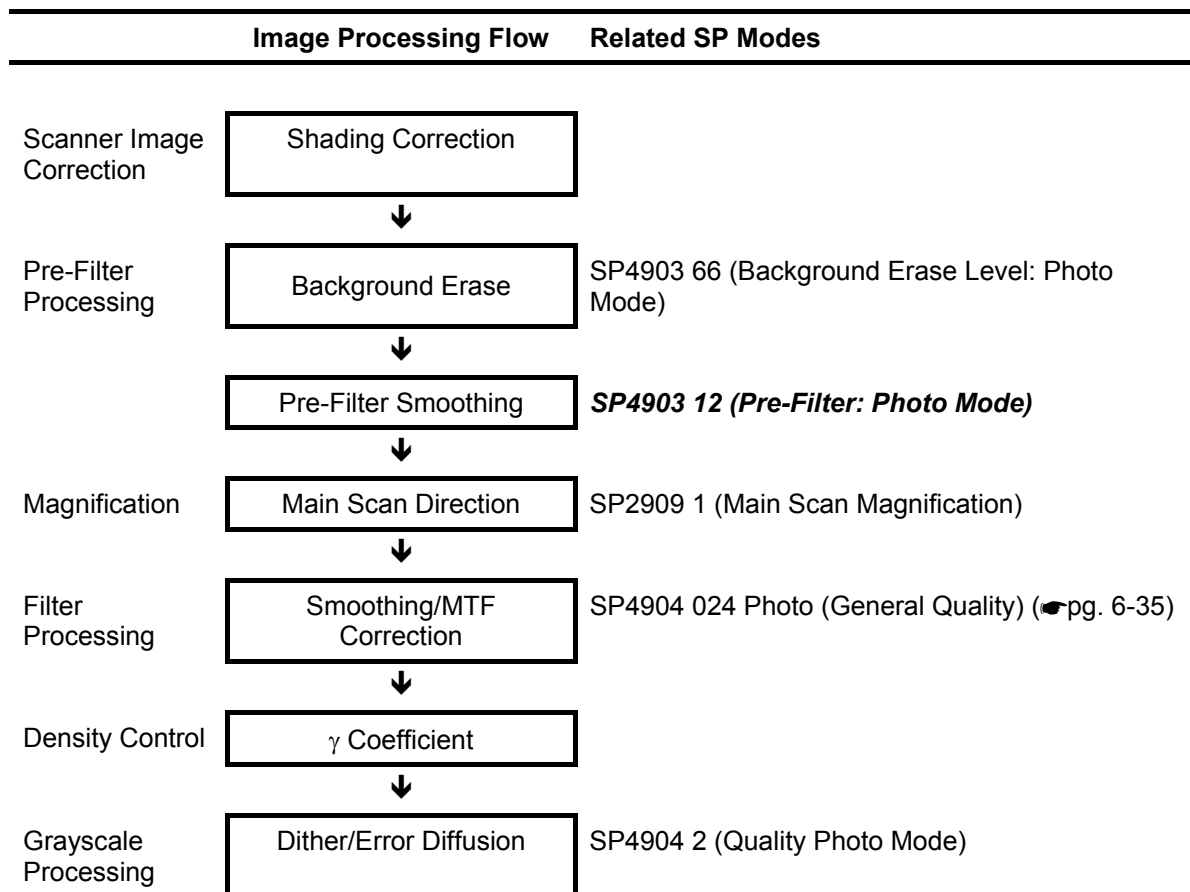 Image Processing Flow Related SP Modes
Scanner Image Correction
Shading Correction
Pre-Filter Processing
Background Erase
SP4903 66 (Background Erase Level: Photo
Mode)
Pre-Filter Smoothing
SP4903 12 (Pre-Filter: Photo Mode)
Magnification
Main Scan Direction
SP2909 1 (Main Scan Magnification)
Filter
Processing
Smoothing/MTF
Correction
SP4904 024 Photo (General Quality) (☛pg. 6-35)
Density Control
γ Coefficient
Grayscale
Processing
Dither/Error Diffusion
SP4904 2 (Quality Photo Mode)